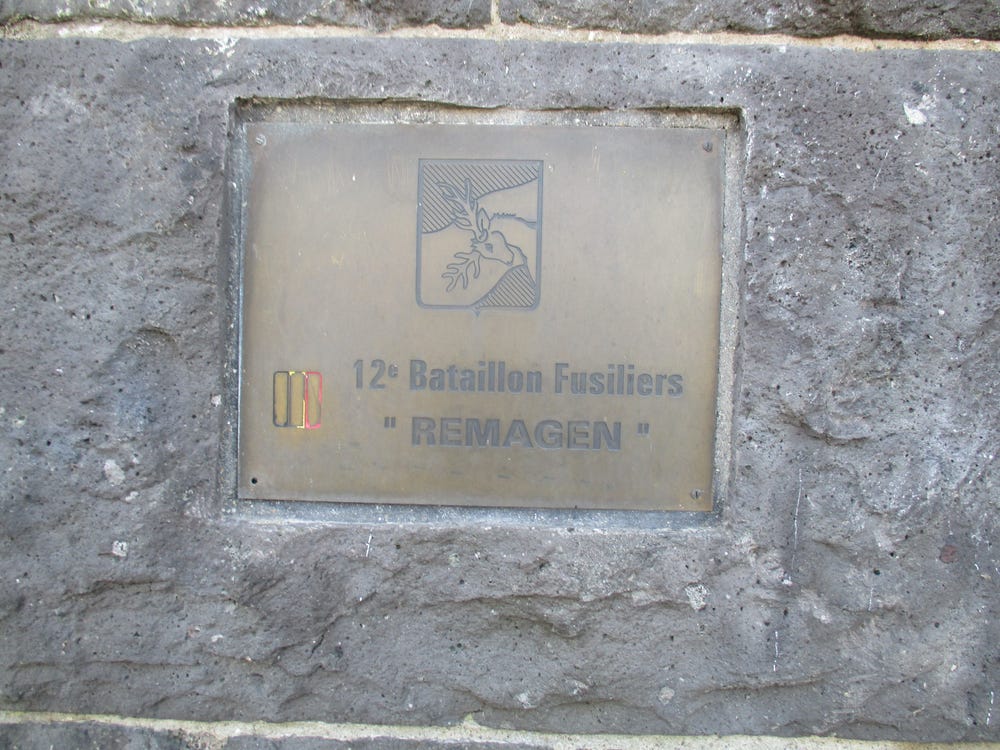 12e Bataillon Fusiliers
" REMAGEN "